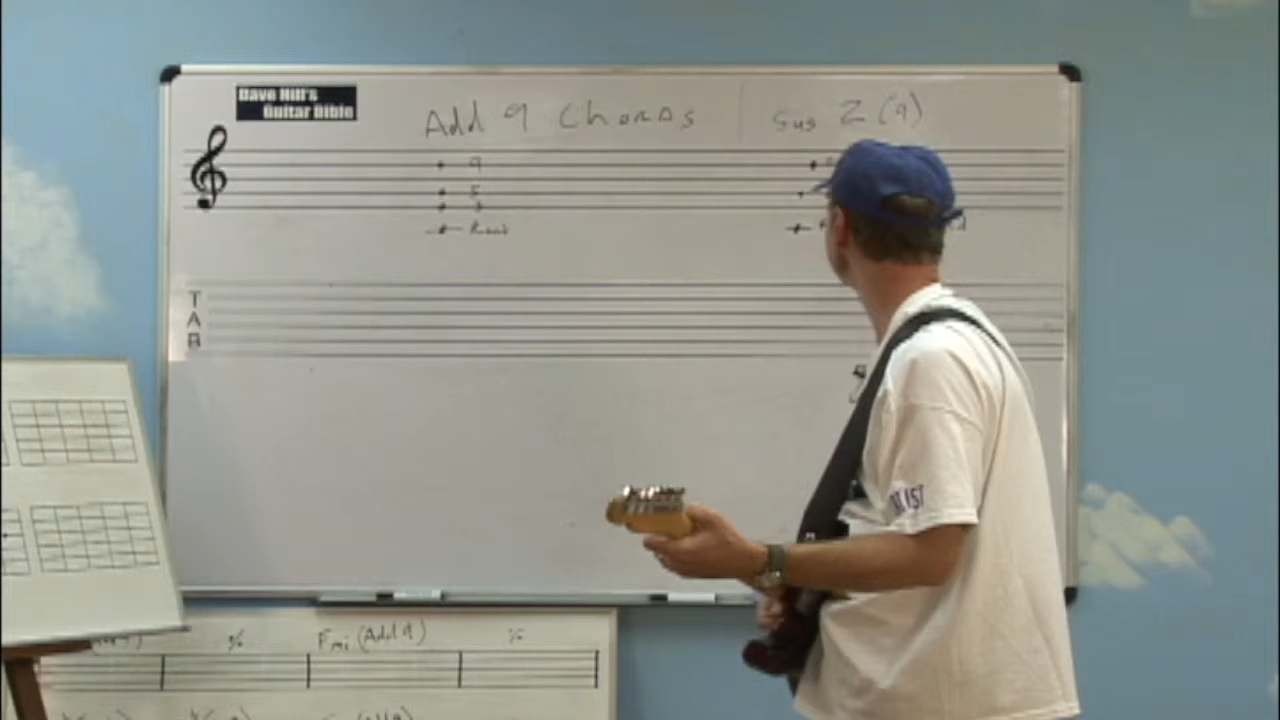 Dave Hill's
Guitar Bible
Add 9 Chords
Sus 2 (9)
9
5
3
Root
T
A
B
Fmi (Add 9)